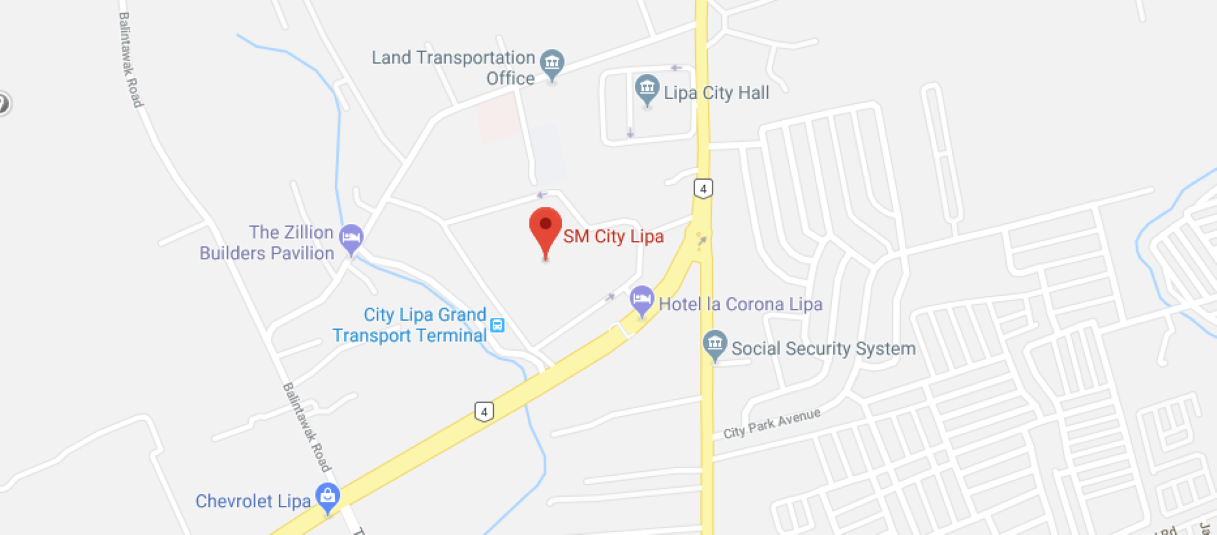 Balintawak Road
Land Transportation
Office
Lipa City Hall
4
The Zillion
Builders Pavilion
SM City Lipa
City Lipa Grand
Transport Terminal
Hotel la Corona Lipa
Social Security System
4
City Park Avenue
Balintawak Road
Chevrolet Lipa